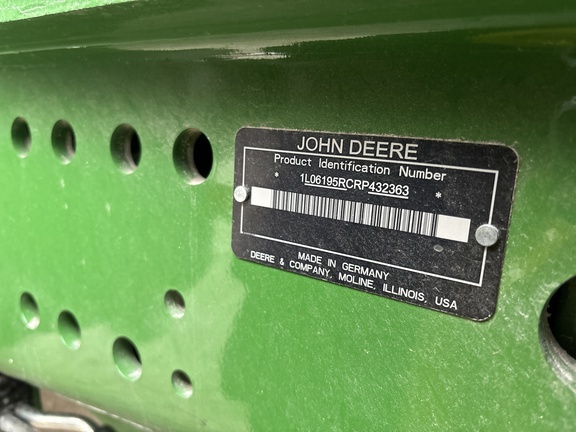 JOHN DEERE
Product Identification Number
* 1L06195RCRP432363 *
MADE IN GERMANY
DEERE & COMPANY, MOLINE, ILLINOIS, USA